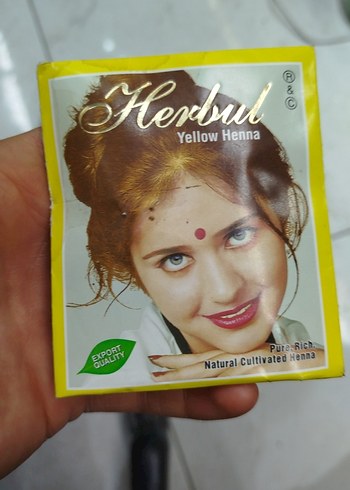 Herbul
®
&
©
Yellow Henna
EXPORT
QUALITY
Pure, Rich
Natural Cultivated Henna